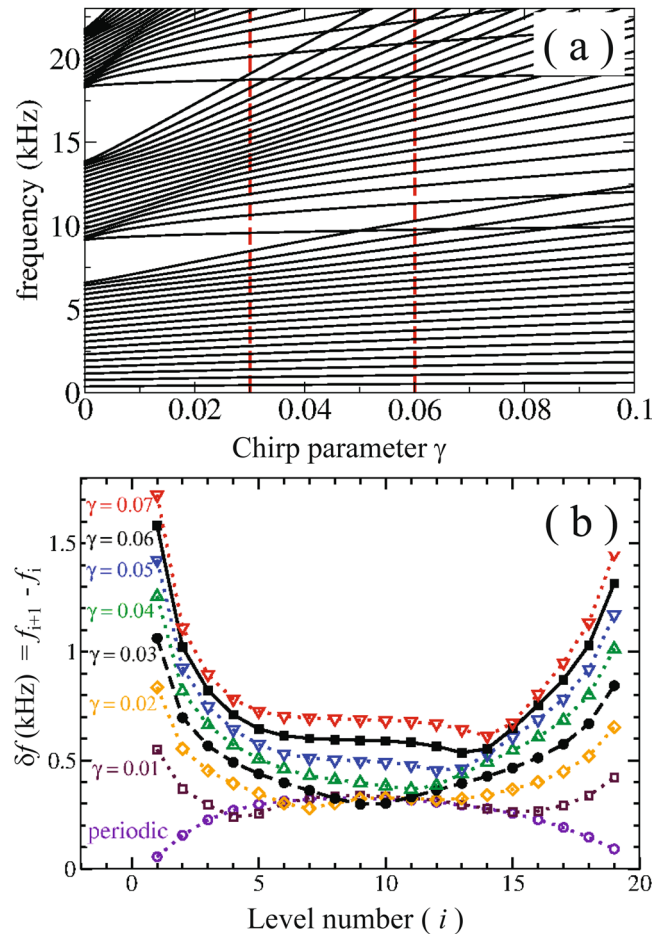 ( a )
20
15
10
5
0
frequency (kHz)
0
0.02
0.04
0.06
0.08
0.1
Chirp parameter γ
( b )
γ = 0.07
γ = 0.06
γ = 0.05
γ = 0.04
γ = 0.03
γ = 0.02
γ = 0.01
periodic
1.5
1
0.5
0
δf (kHz) = f i+1 - f i
0
5
10
15
20
Level number ( i )